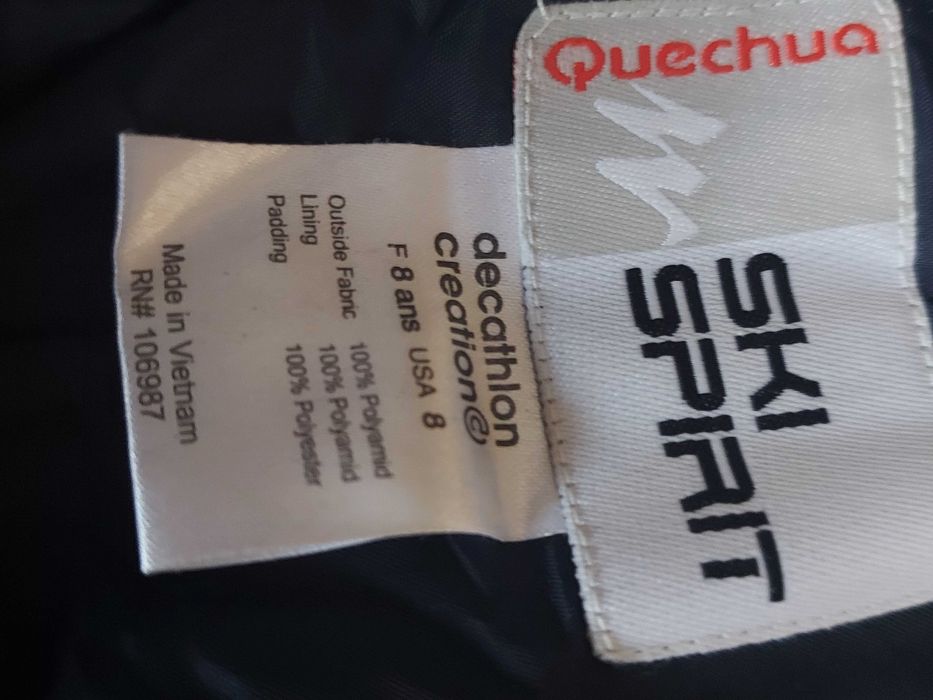 Quechua
SKI
SPIRIT
decathlon
creation@
F 8 ans USA 8
Outside Fabric 100% Polyamid
Lining 100% Polyamid
Padding 100% Polyester
Made in Vietnam
RN# 106987